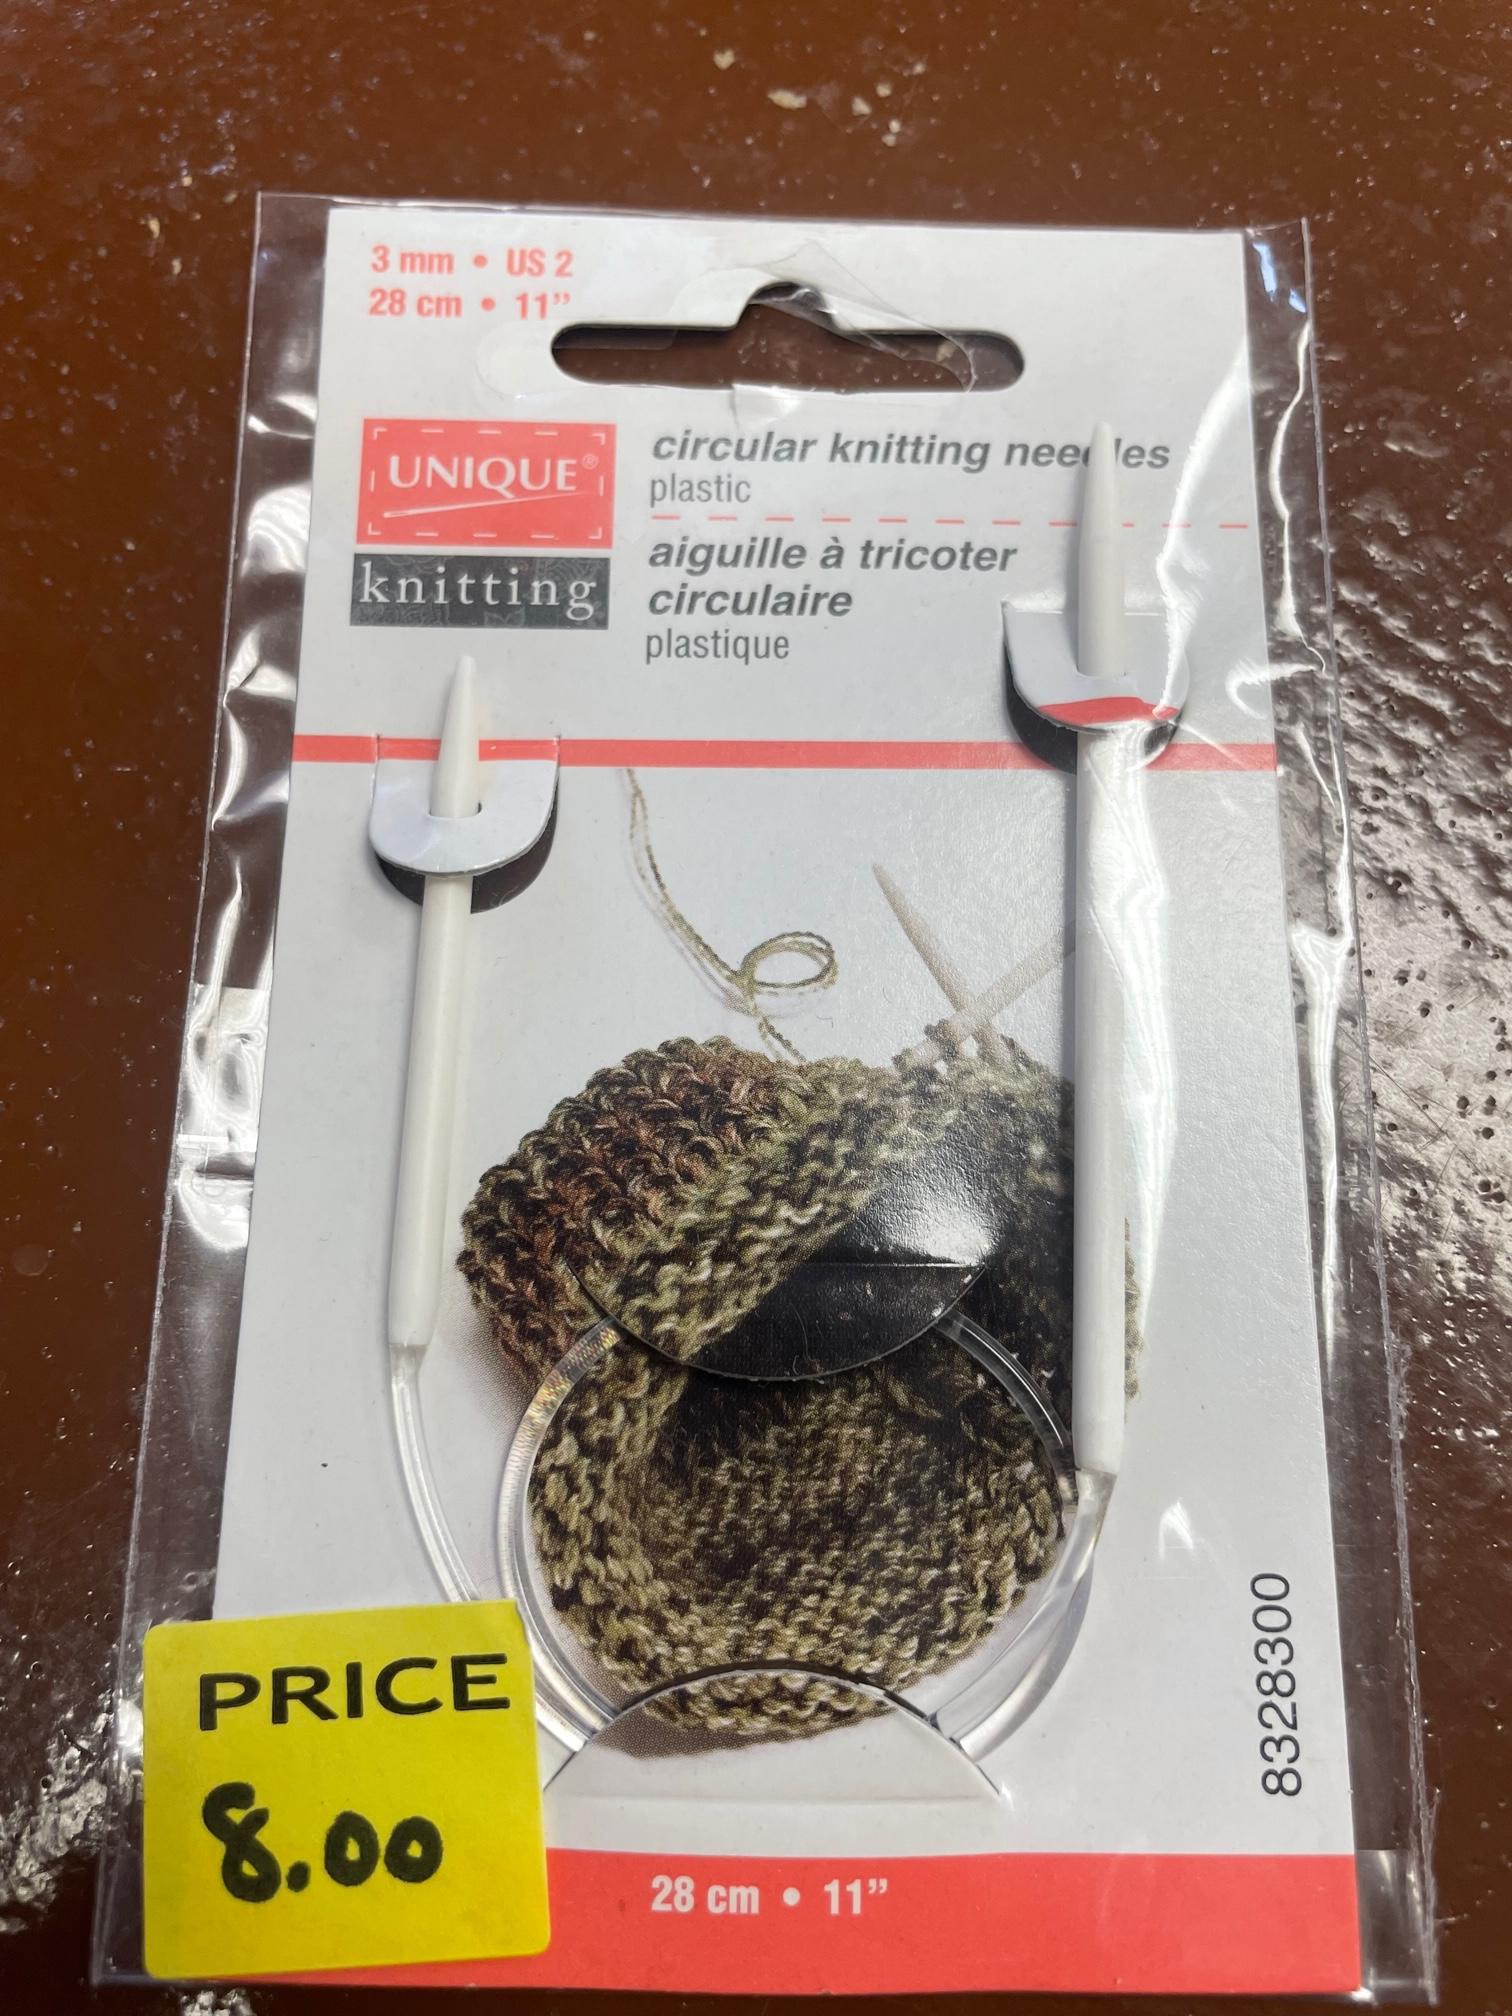 3 mm • US 2
28 cm • 11”
UNIQUE®
knitting
circular knitting needles
plastic
aiguille à tricoter
circulaire
plastique
8328300
PRICE
8.00
28 cm • 11”